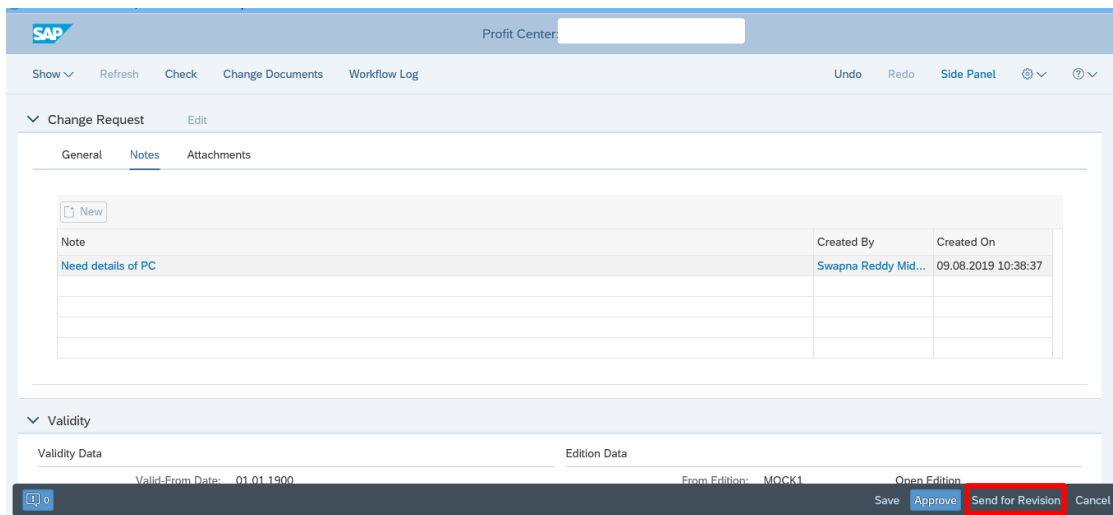 SAP Profit Center:
Show Refresh Check Change Documents Workflow Log Undo Redo Side Panel
Change Request Edit
General Notes Attachments
New
Note Created By Created On
Need details of PC Swapna Reddy Mid... 09.08.2019 10:38:37
Validity
Validity Data Edition Data
Valid-From Date: 01.01.1900 From Edition: MOCK1 Open Edition
0 Save Approve Send for Revision Cancel